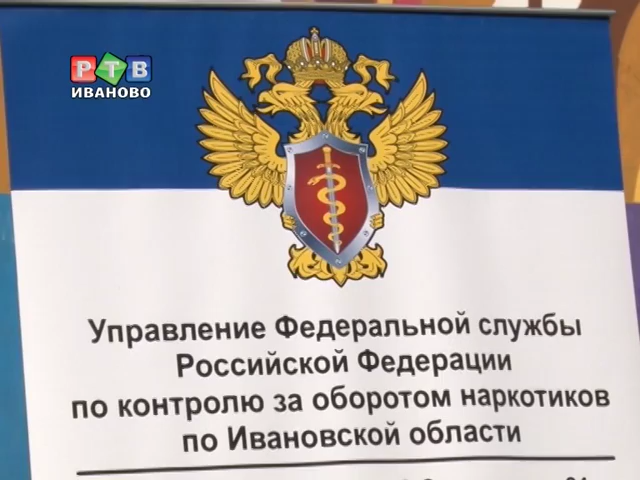 РТВ
ИВАНОВО
Управление Федеральной службы
Российской Федерации
по контролю за оборотом наркотиков
по Ивановской области